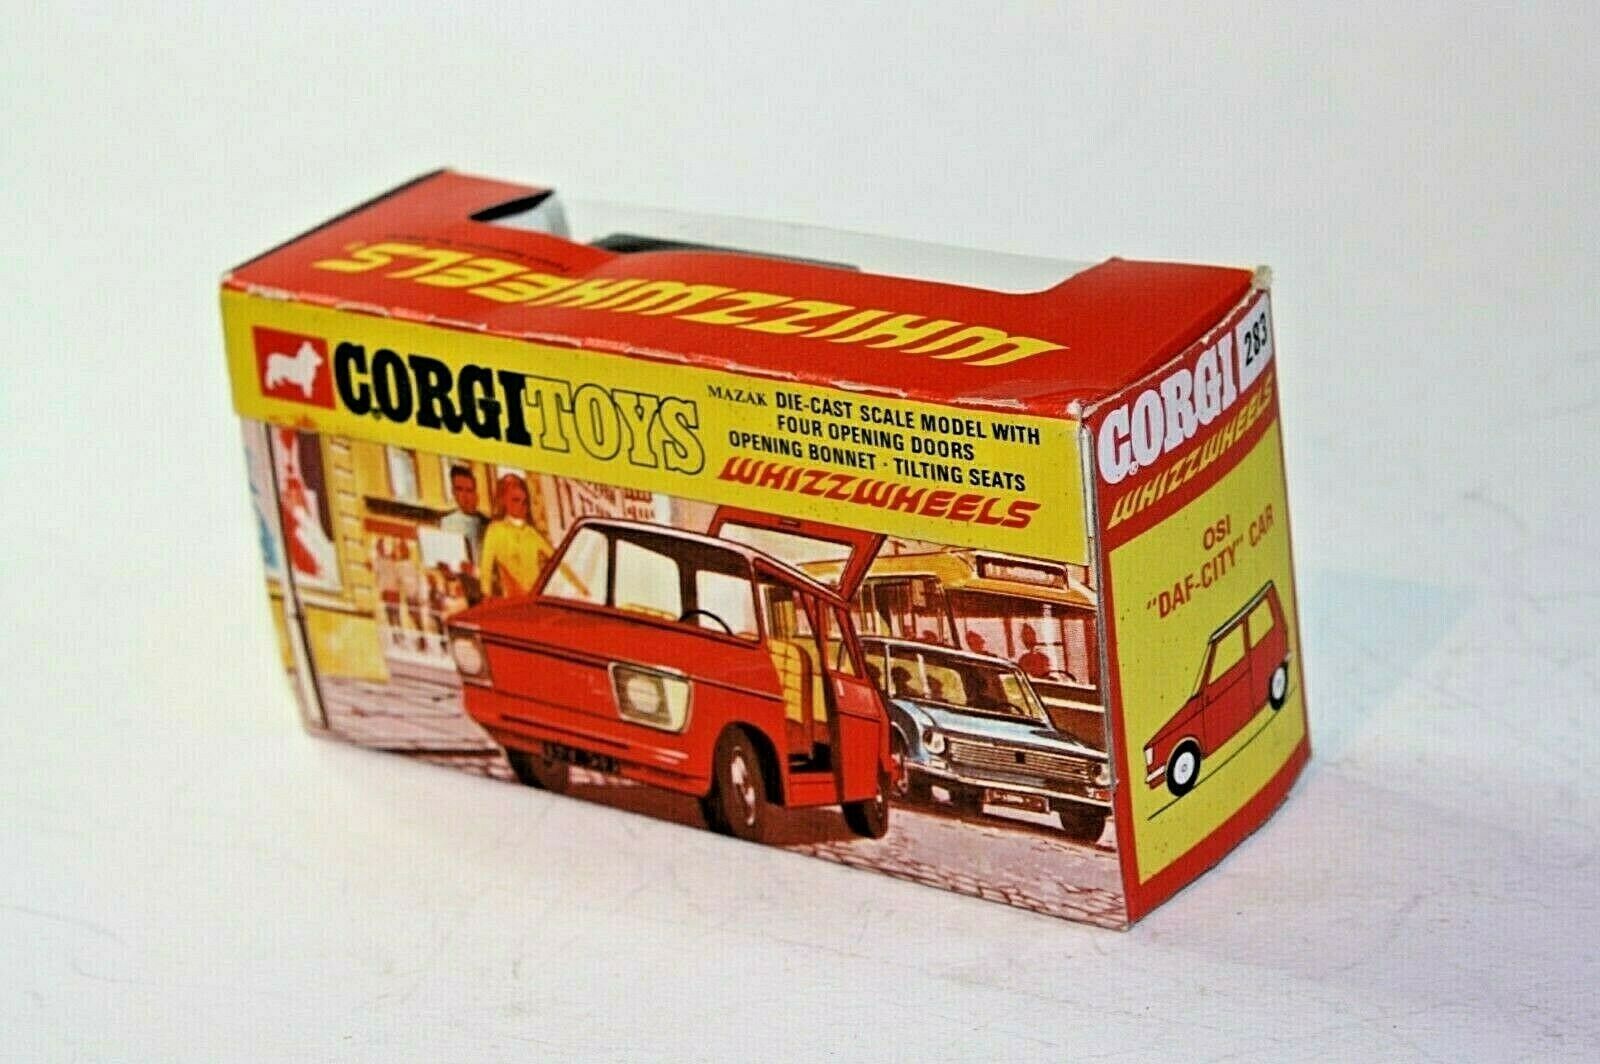 WHIZZWHEELS
CORGI TOYS
MAZAK DIE-CAST SCALE MODEL WITH
FOUR OPENING DOORS
OPENING BONNET · TILTING SEATS
WHIZZWHEELS
CORGI
283
WHIZZWHEELS
OSI
"DAF-CITY" CAR